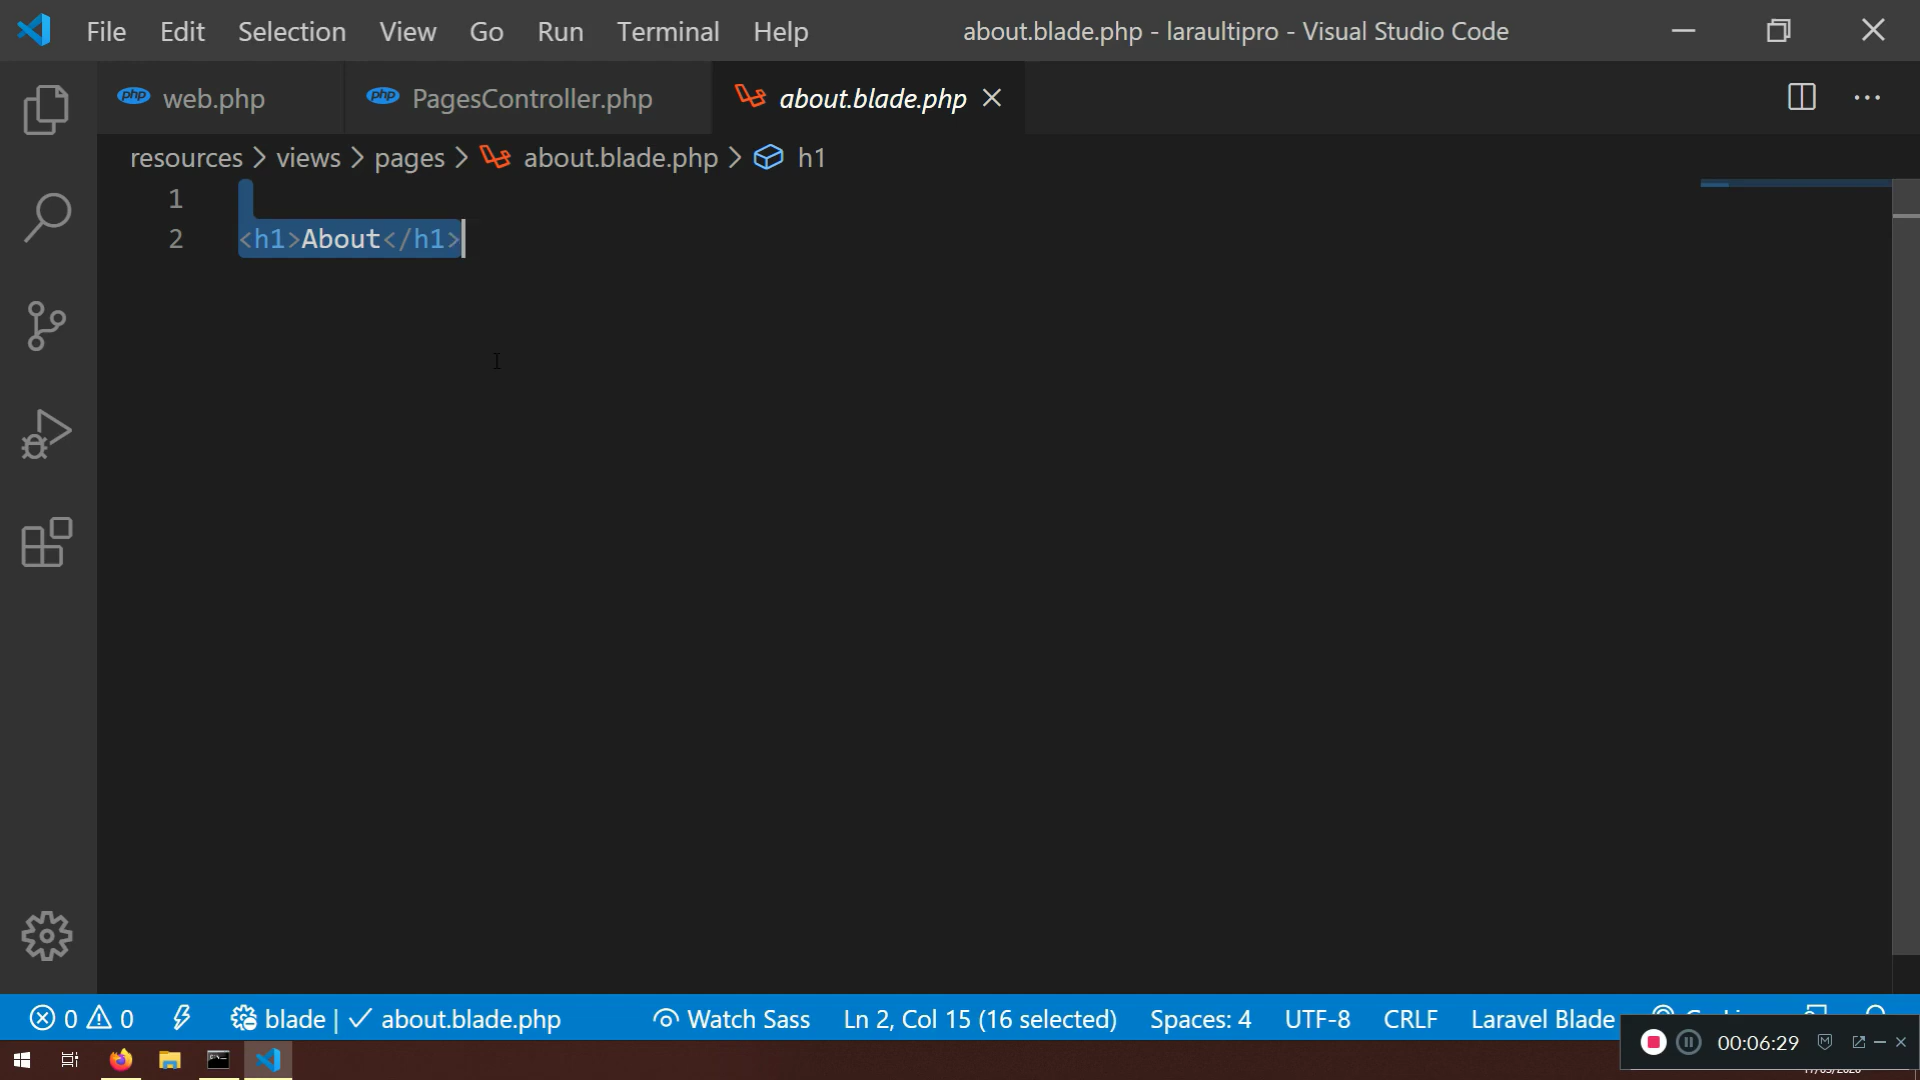 File Edit Selection View Go Run Terminal Help about.blade.php - laraultipro - Visual Studio Code
php web.php php PagesController.php about.blade.php
resources > views > pages > about.blade.php > h1
1
2 <h1>About</h1>
0 0 blade | ✓ about.blade.php Watch Sass Ln 2, Col 15 (16 selected) Spaces: 4 UTF-8 CRLF Laravel Blade
00:06:29